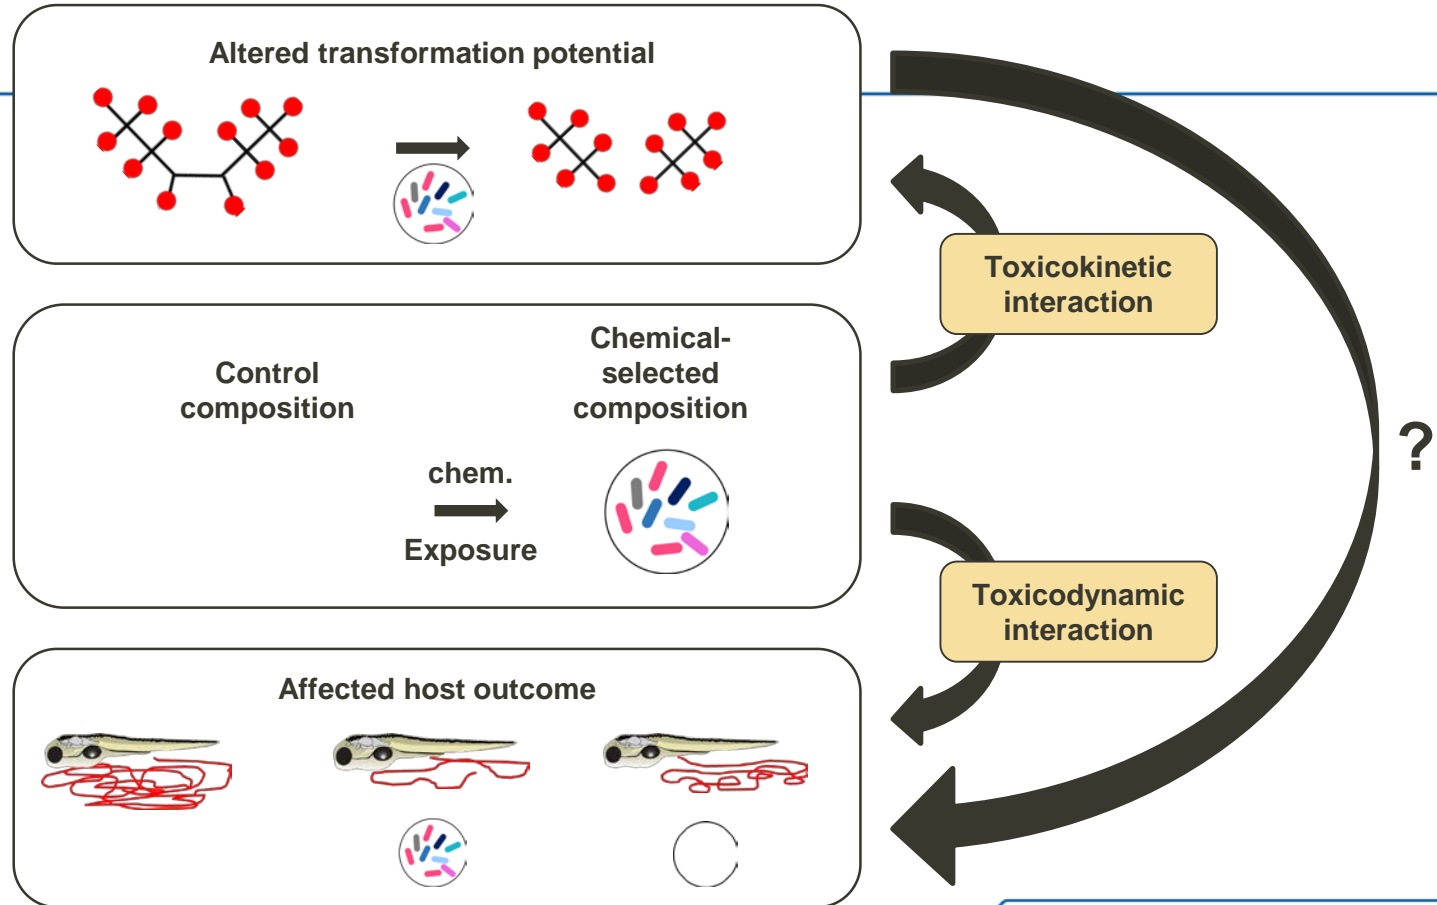 Altered transformation potential
Toxicokinetic
interaction
Control
composition
Chemical-
selected
composition
chem.
Exposure
?
Toxicodynamic
interaction
Affected host outcome